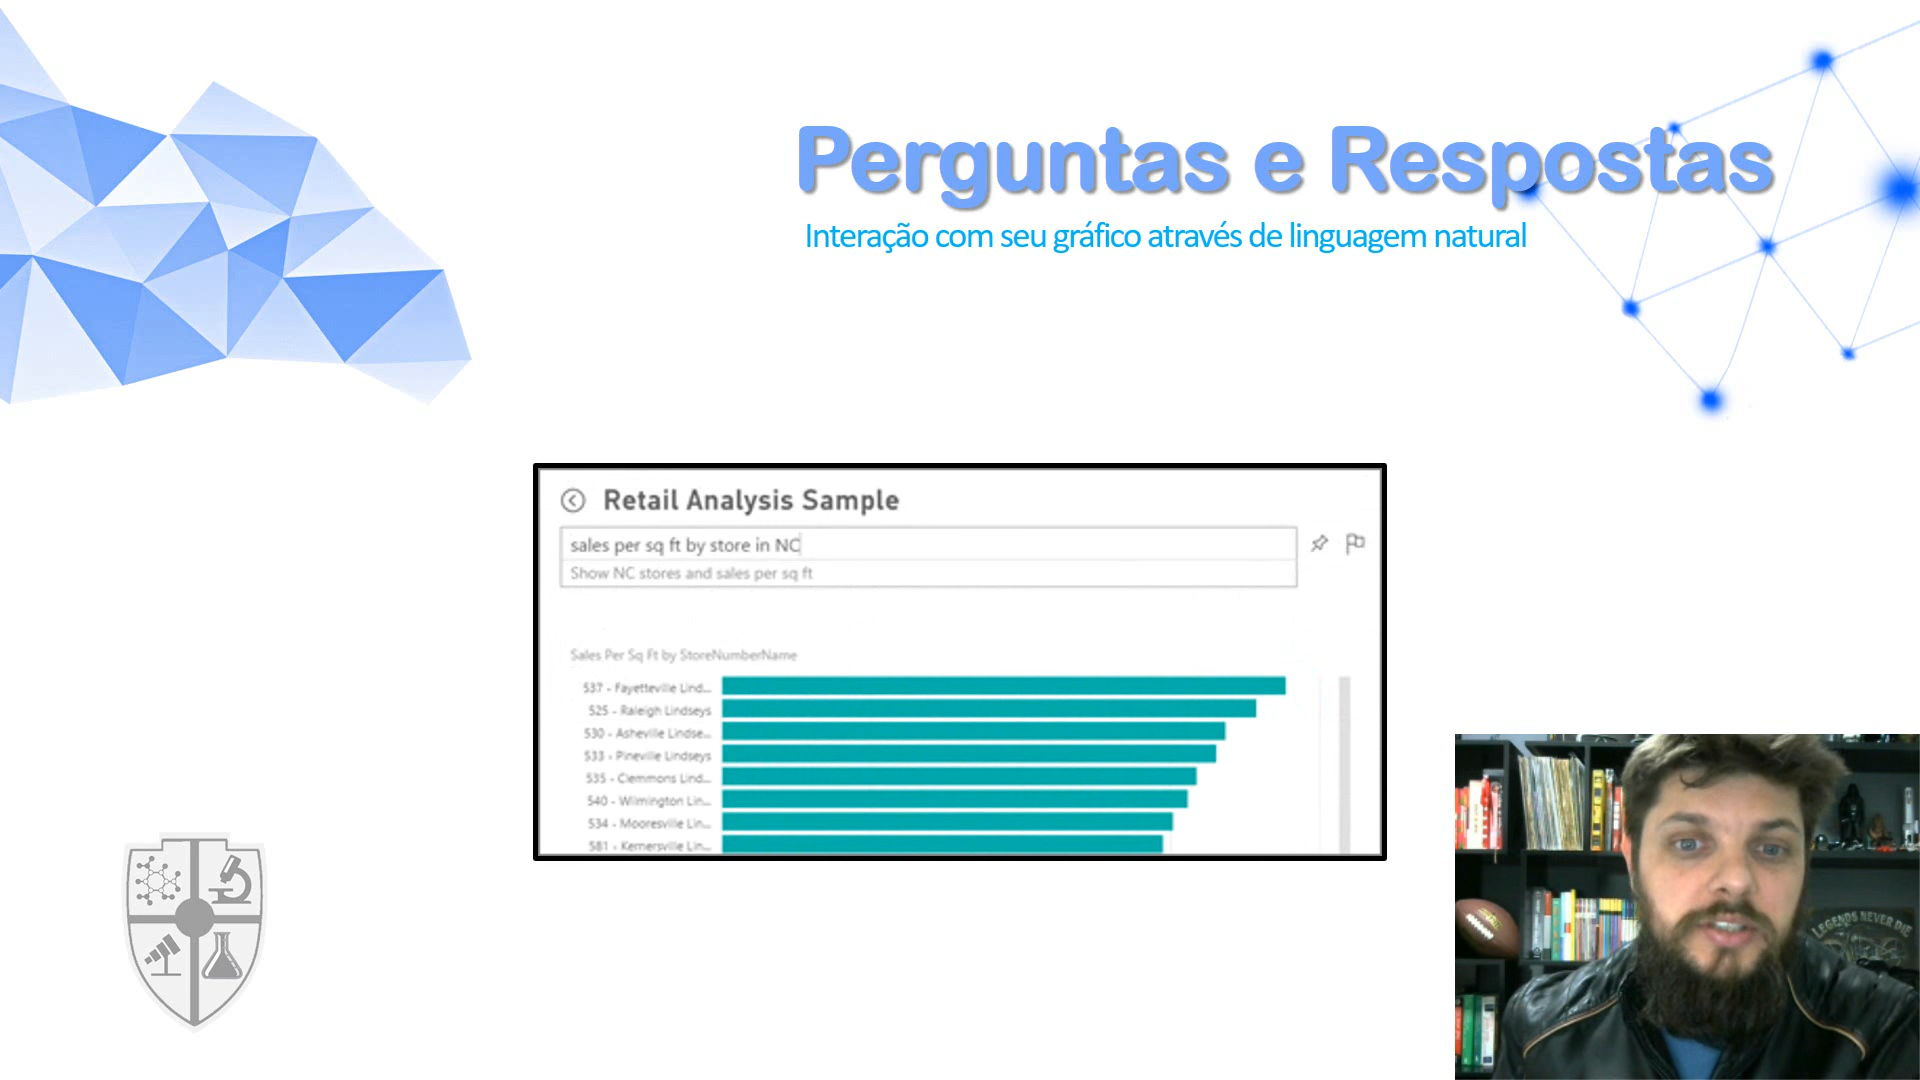 Perguntas e Respostas
Interação com seu gráfico através de linguagem natural
Retail Analysis Sample
sales per sq ft by store in NC
Show NC stores and sales per sq ft
Sales Per Sq Ft by StoreNumberName
537 - Fayetteville Lind...
525 - Raleigh Lindseys
530 - Asheville Lindse...
533 - Pineville Lindseys
535 - Clemmons Lind...
540 - Wilmington Lin...
534 - Mooresville Lin...
581 - Kernersville Lin...
LEGENDS NEVER DIE